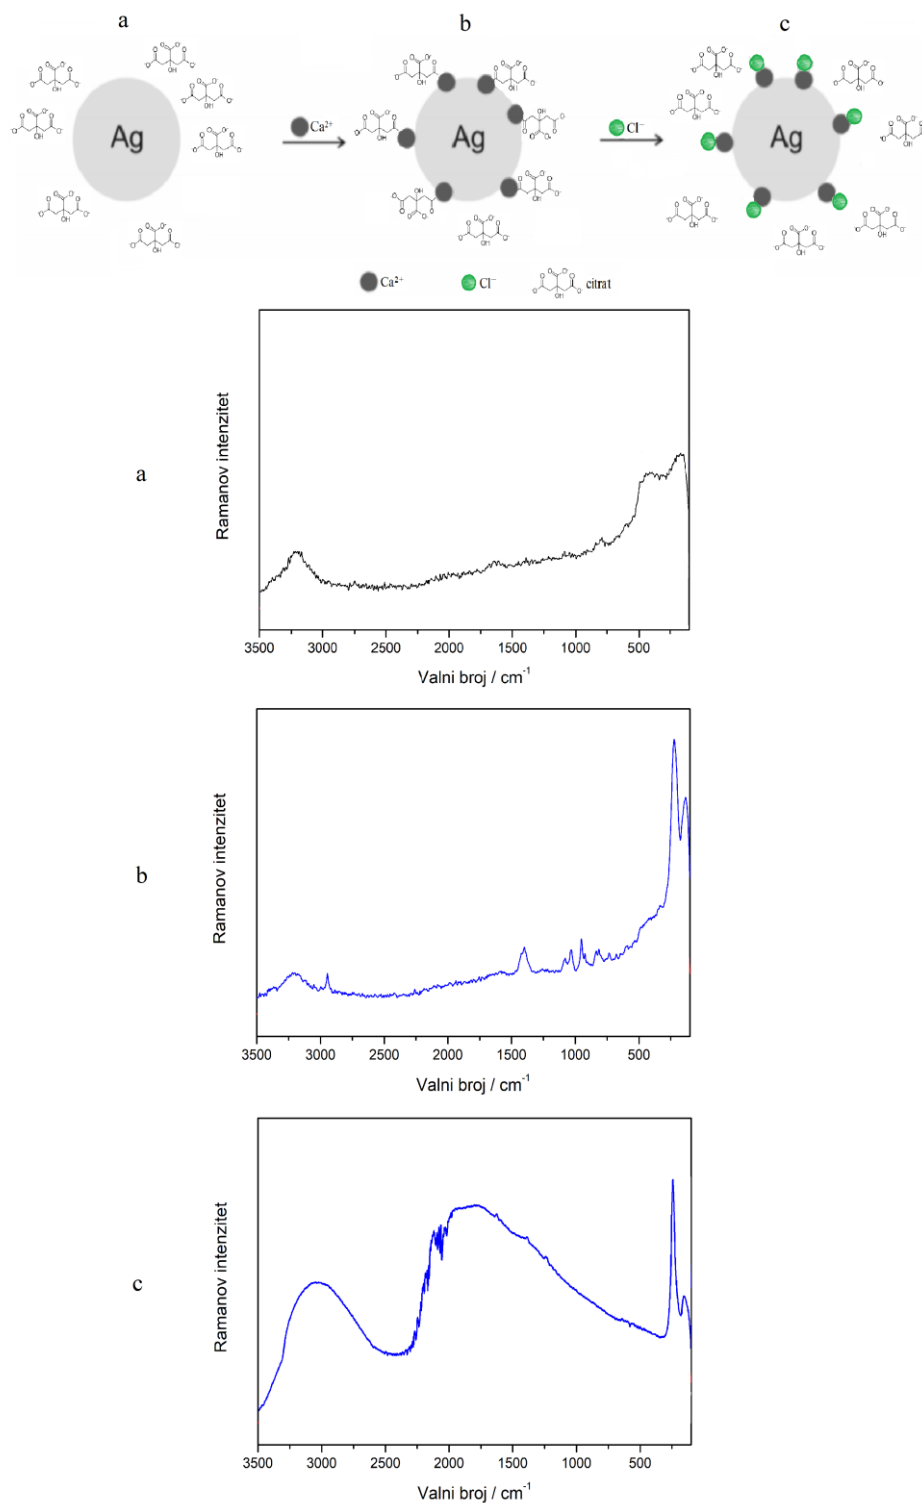 a b c
Ag
Ca²⁺
Ag
Cl⁻
Ag
Ca²⁺ Cl⁻ citrat
a
Ramanov intenzitet
3500 3000 2500 2000 1500 1000 500
Valni broj / cm⁻¹
b
Ramanov intenzitet
3500 3000 2500 2000 1500 1000 500
Valni broj / cm⁻¹
c
Ramanov intenzitet
3500 3000 2500 2000 1500 1000 500
Valni broj / cm⁻¹